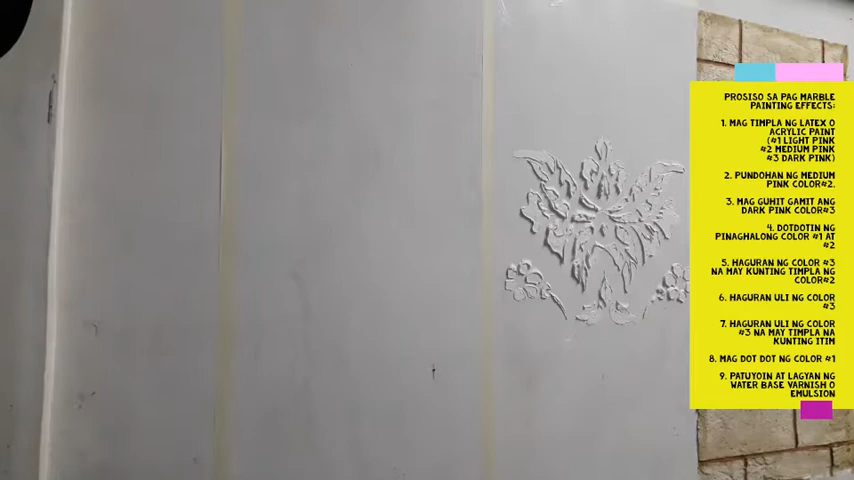 PROSISO SA PAG MARBLE
PAINTING EFFECTS:
1. MAG TIMPLA NG LATEX O
ACRYLIC PAINT
(#1 LIGHT PINK
#2 MEDIUM PINK
#3 DARK PINK)
2. PUNDOHAN NG MEDIUM
PINK COLOR#2.
3. MAG GUHIT GAMIT ANG
DARK PINK COLOR#3
4. DOTDOTIN NG
PINAGHALONG COLOR #1 AT
#2
5. HAGURAN NG COLOR #3
NA MAY KUNTING TIMPLA NG
COLOR#2
6. HAGURAN ULI NG COLOR
#3
7. HAGURAN ULI NG COLOR
#3 NA MAY TIMPLA NA
KUNTING ITIM
8. MAG DOT DOT NG COLOR #1
9. PATUYOIN AT LAGYAN NG
WATER BASE VARNISH O
EMULSION